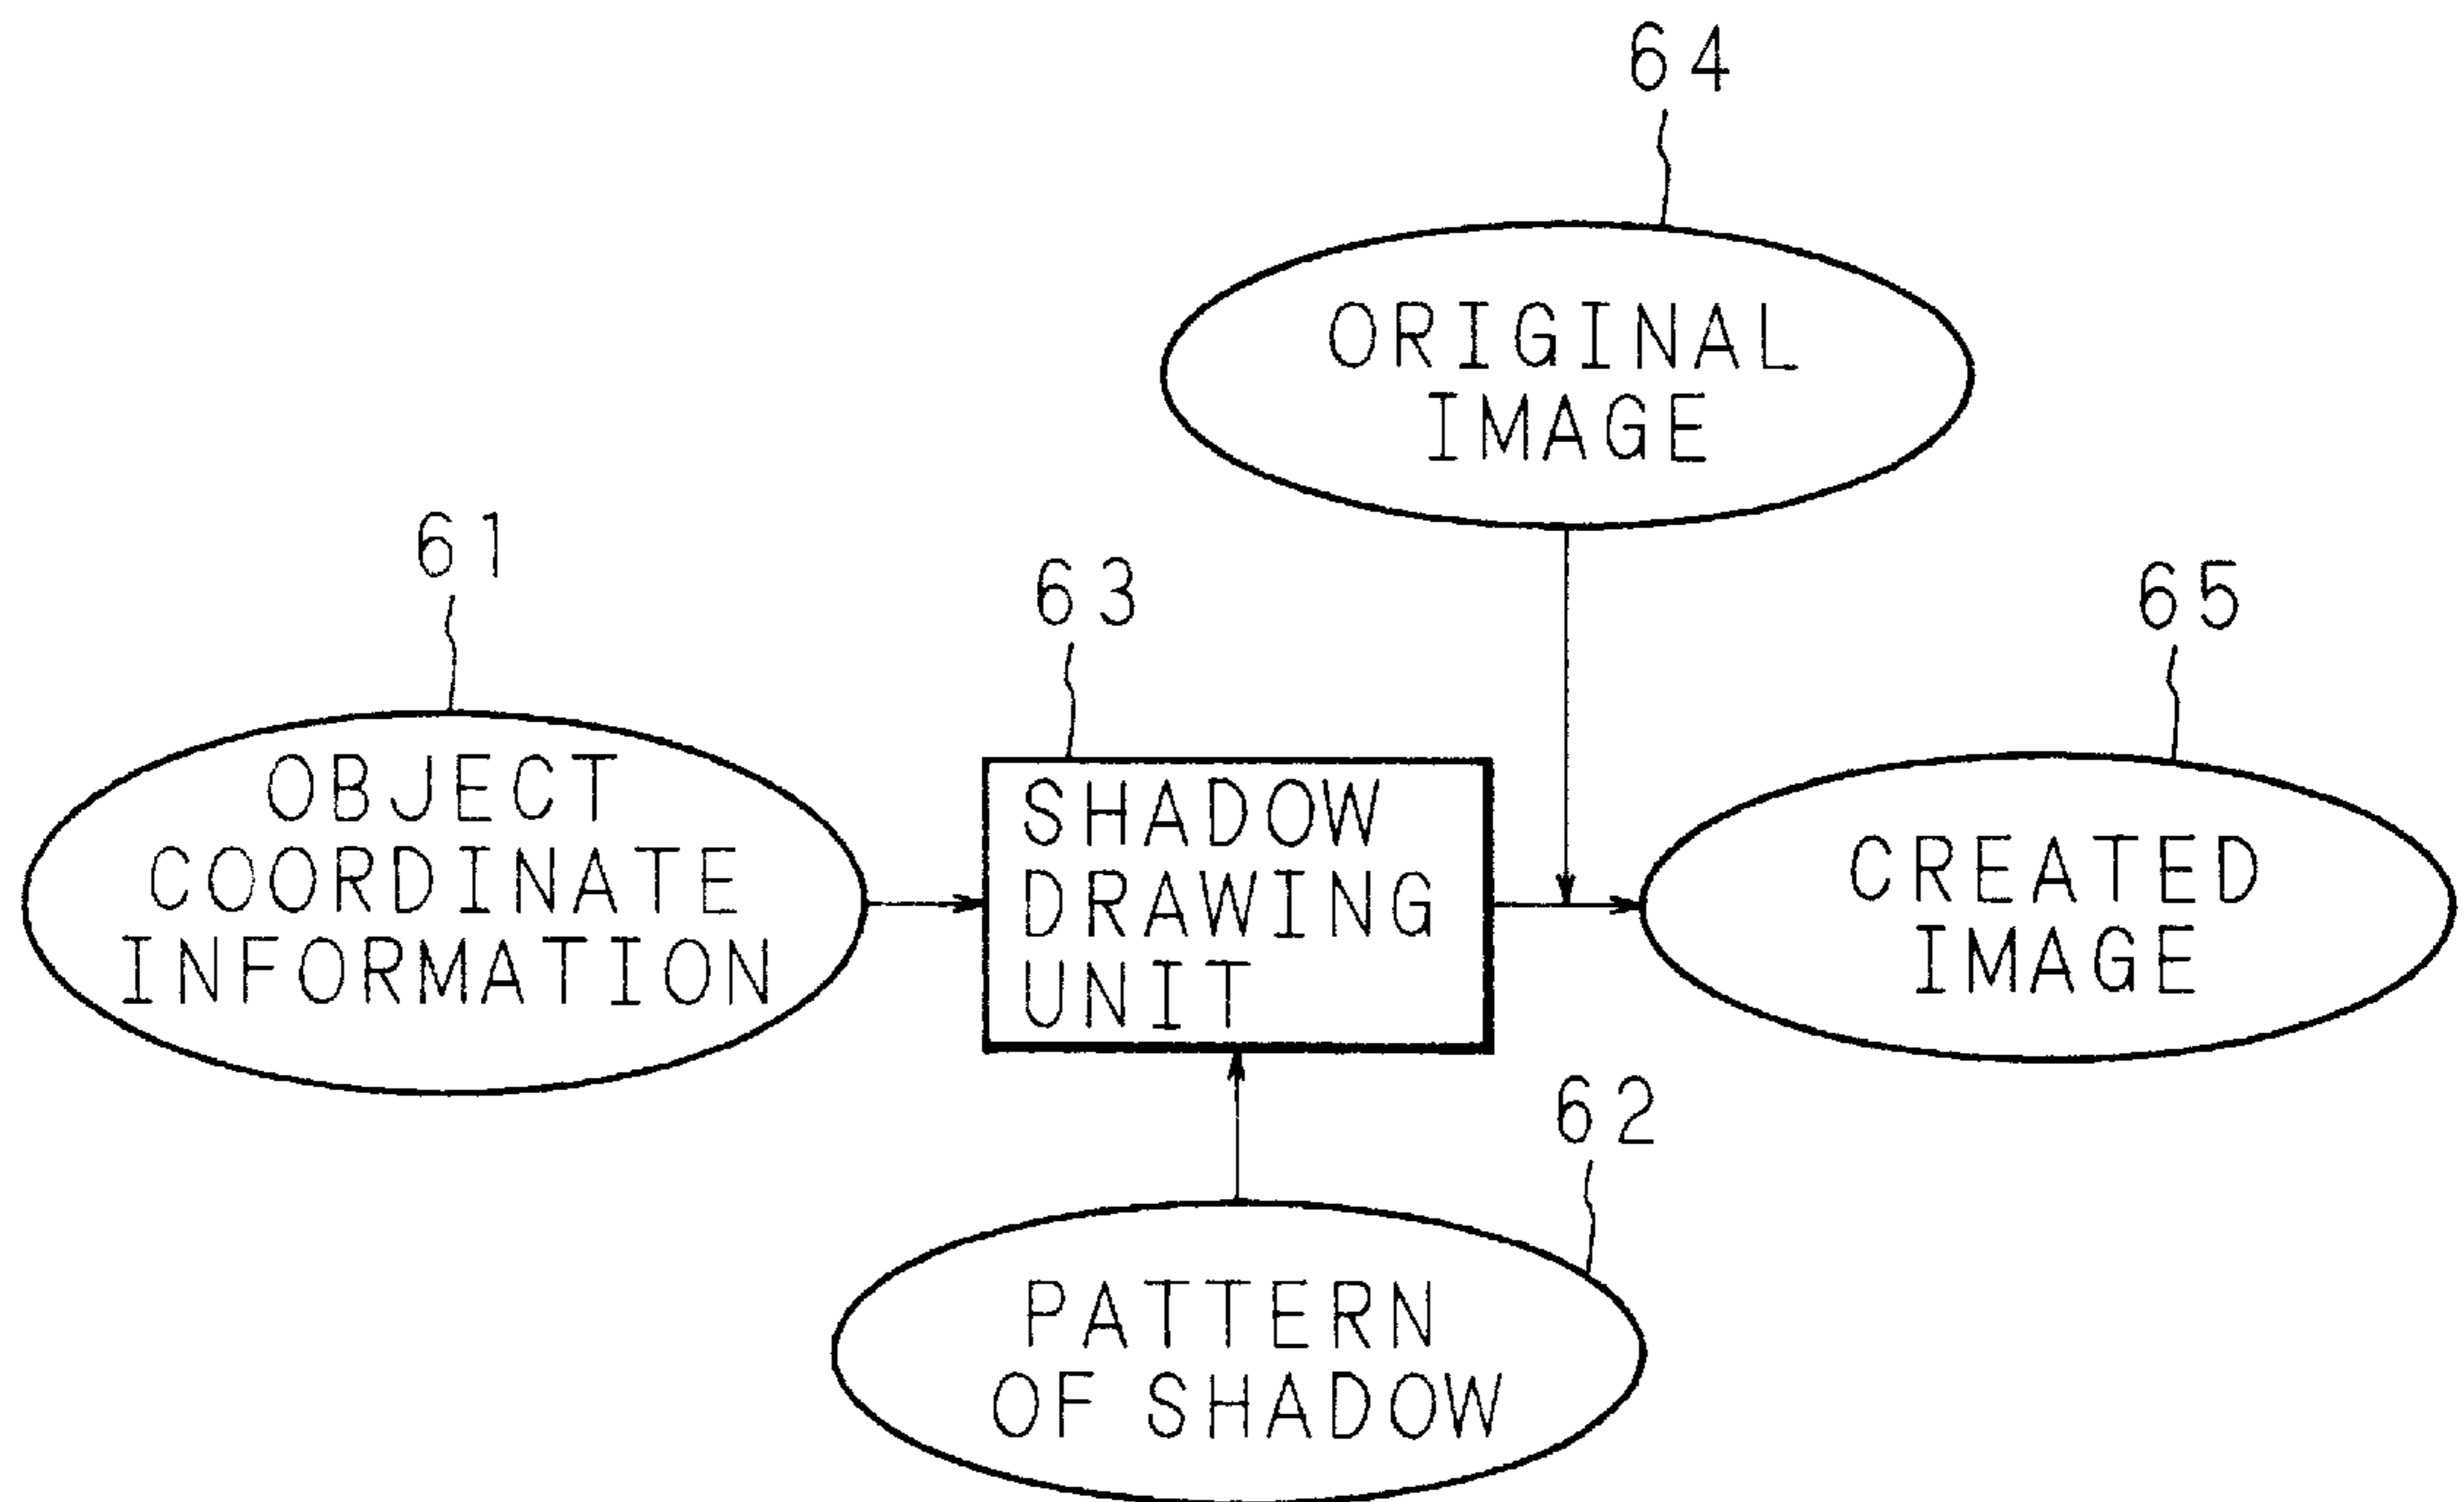 64
ORIGINAL
IMAGE
61
63
65
OBJECT
COORDINATE
INFORMATION
SHADOW
DRAWING
UNIT
CREATED
IMAGE
62
PATTERN
OF SHADOW